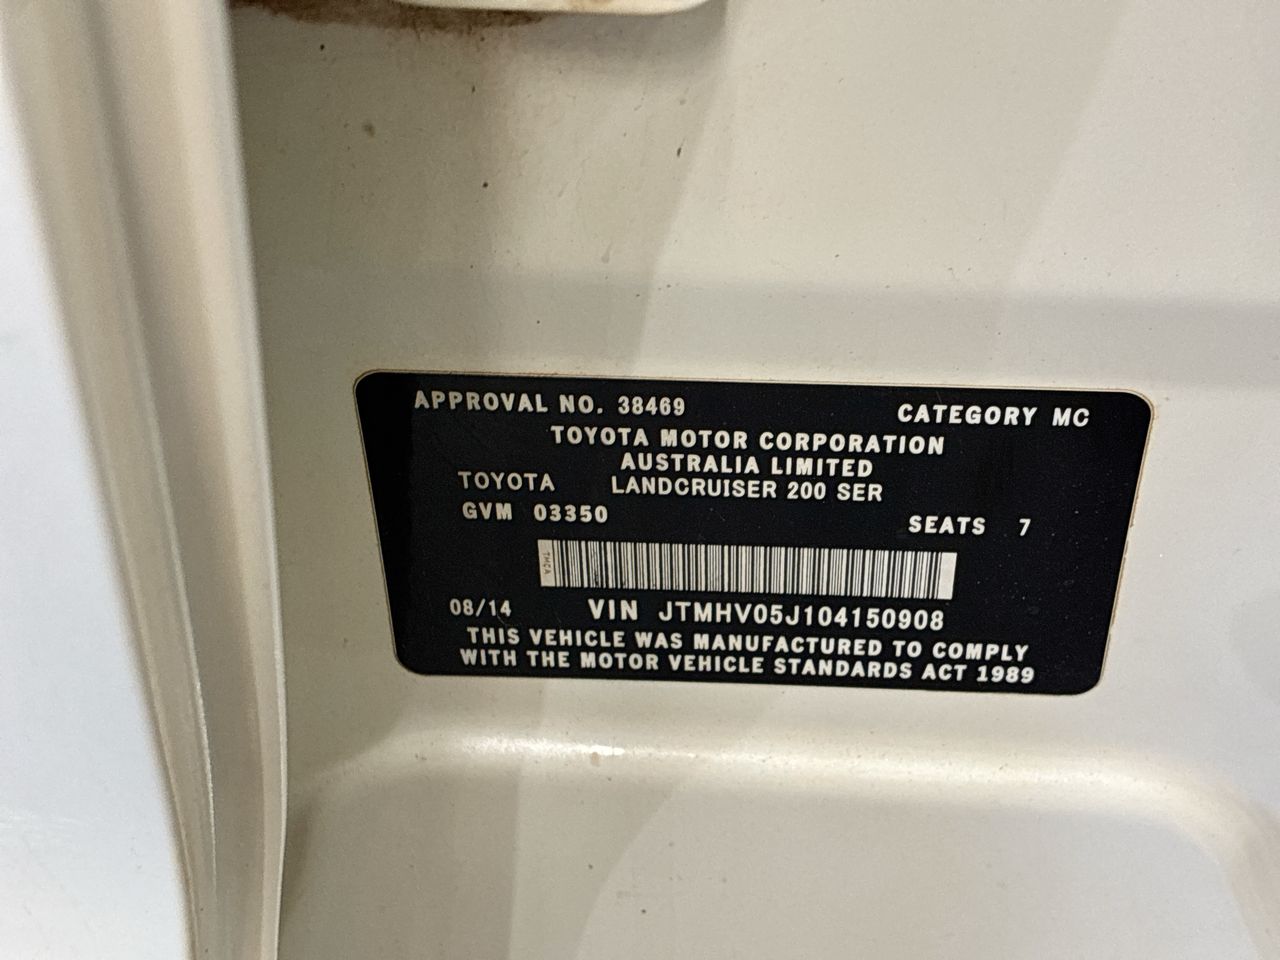 APPROVAL NO. 38469 CATEGORY MC
TOYOTA MOTOR CORPORATION
AUSTRALIA LIMITED
TOYOTA LANDCRUISER 200 SER
GVM 03350 SEATS 7
TMCA
08/14 VIN JTMHV05J104150908
THIS VEHICLE WAS MANUFACTURED TO COMPLY
WITH THE MOTOR VEHICLE STANDARDS ACT 1989